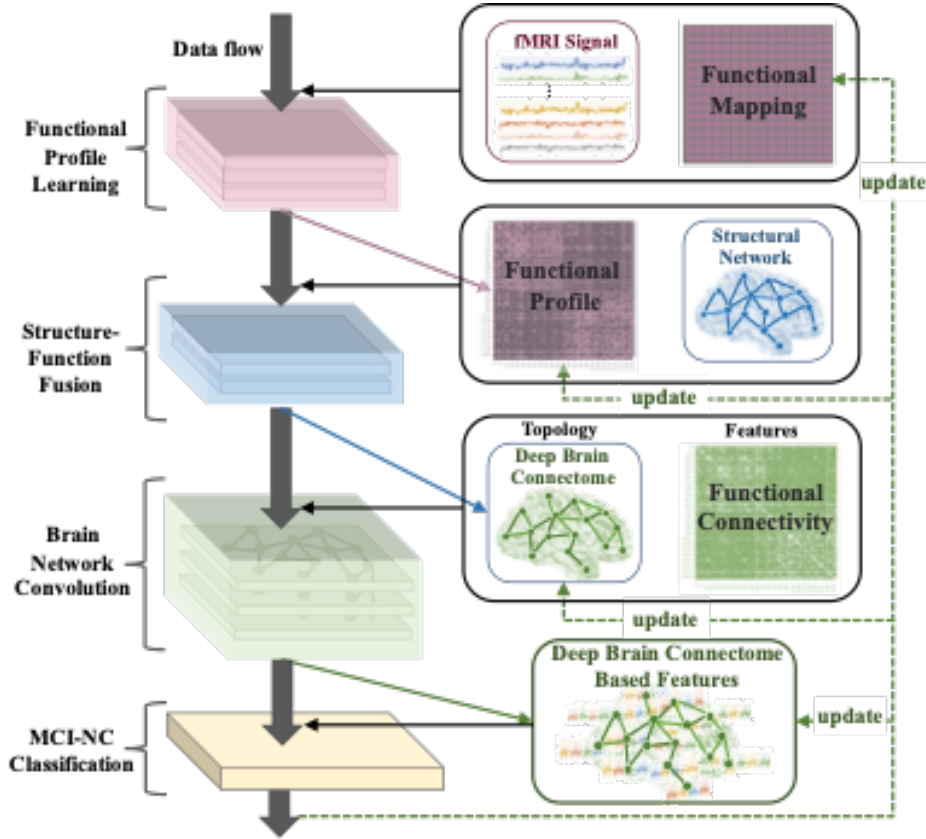 Data flow
fMRI Signal
Functional
Mapping
Functional
Profile
Learning
update
Functional
Profile
Structural
Network
Structure-
Function
Fusion
update
Topology
Features
Deep Brain
Connectome
Functional
Connectivity
Brain
Network
Convolution
update
Deep Brain Connectome
Based Features
update
MCI-NC
Classification